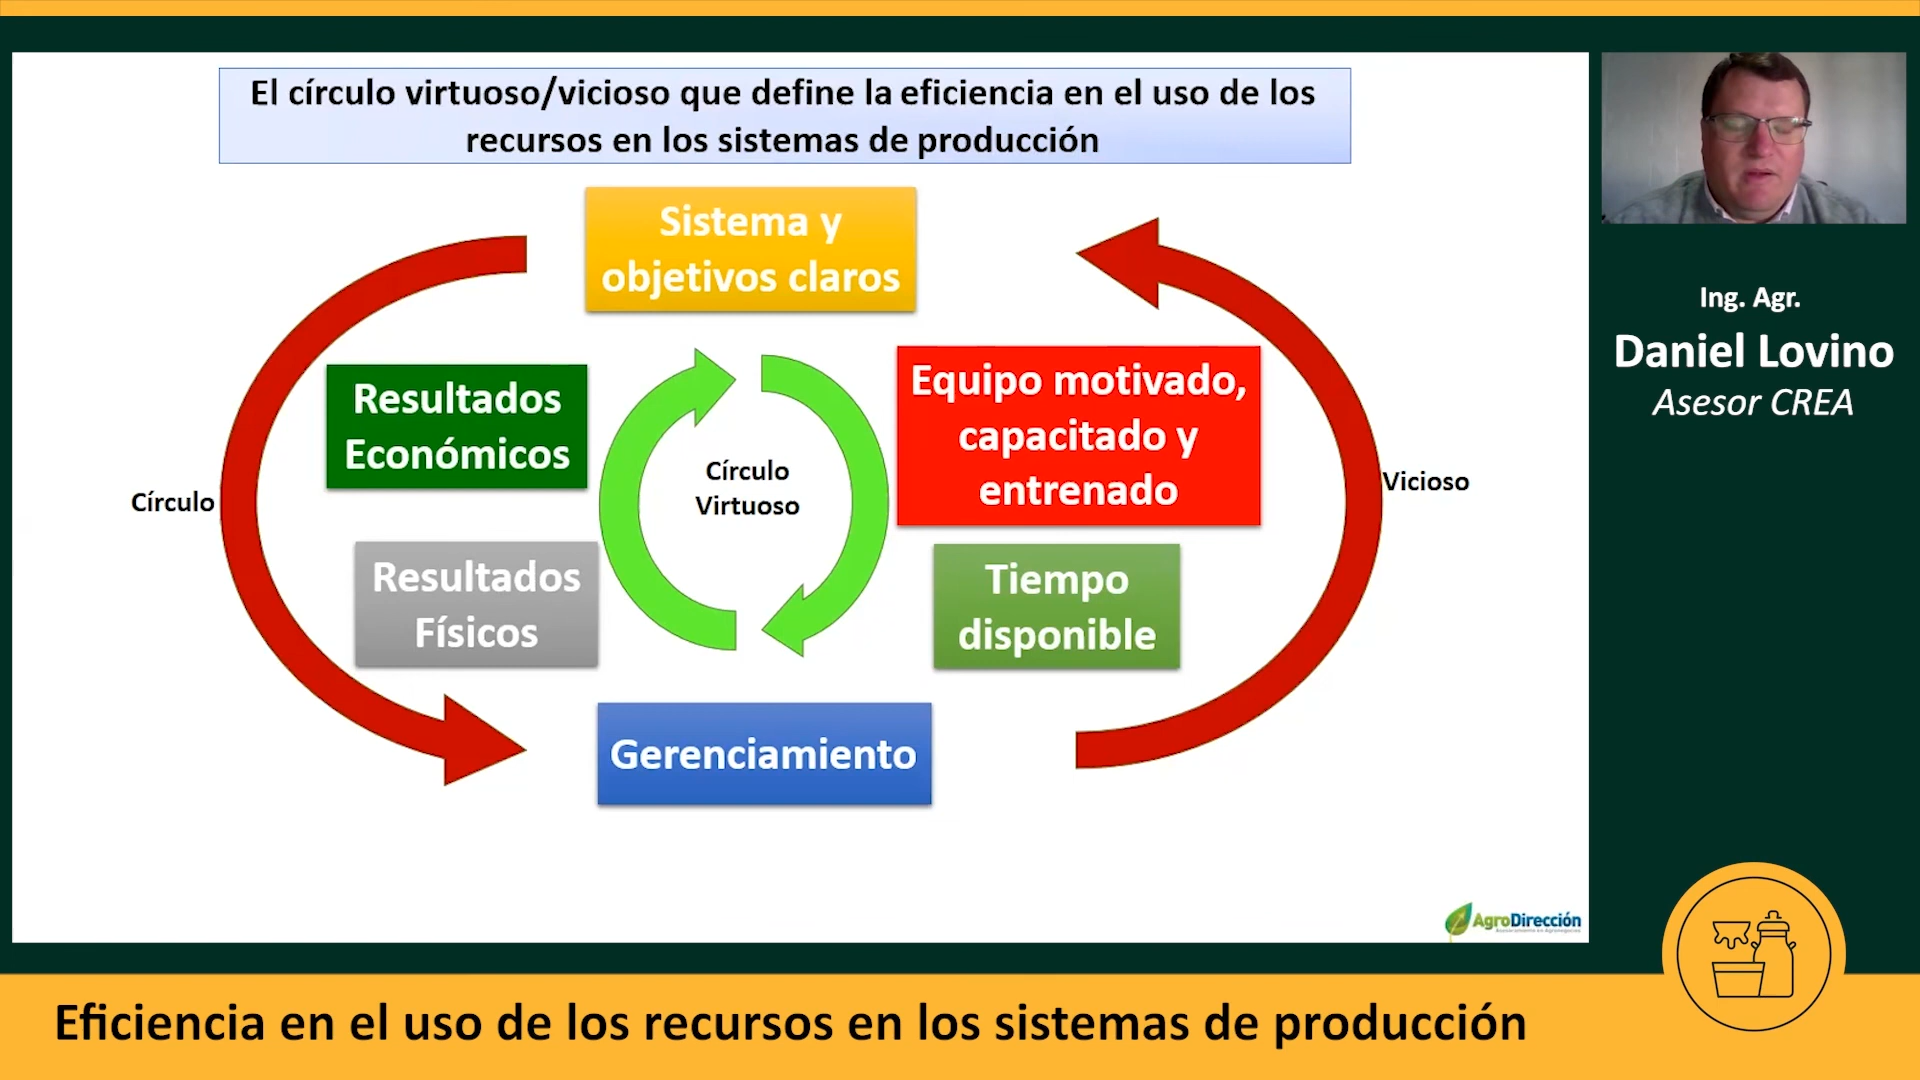 El círculo virtuoso/vicioso que define la eficiencia en el uso de los
recursos en los sistemas de producción
Sistema y
objetivos claros
Resultados
Económicos
Equipo motivado,
capacitado y
entrenado
Círculo
Virtuoso
Círculo
Vicioso
Resultados
Físicos
Tiempo
disponible
Gerenciamiento
AgroDirección
Ing. Agr.
Daniel Lovino
Asesor CREA
Eficiencia en el uso de los recursos en los sistemas de producción